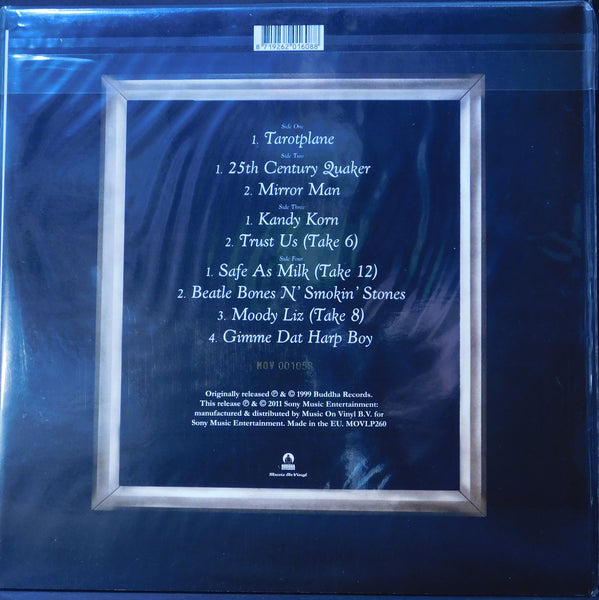 8 719262 016088
Side One
1. Tarotplane
Side Two
1. 25th Century Quaker
2. Mirror Man
Side Three
1. Kandy Korn
2. Trust Us (Take 6)
Side Four
1. Safe As Milk (Take 12)
2. Beatle Bones N' Smokin' Stones
3. Moody Liz (Take 8)
4. Gimme Dat Harp Boy
MOV 001058
Originally released ℗ & © 1999 Buddha Records.
This release ℗ & © 2011 Sony Music Entertainment:
manufactured & distributed by Music On Vinyl B.V. for
Sony Music Entertainment. Made in the EU. MOVLP260
BUDDHA
Music On Vinyl